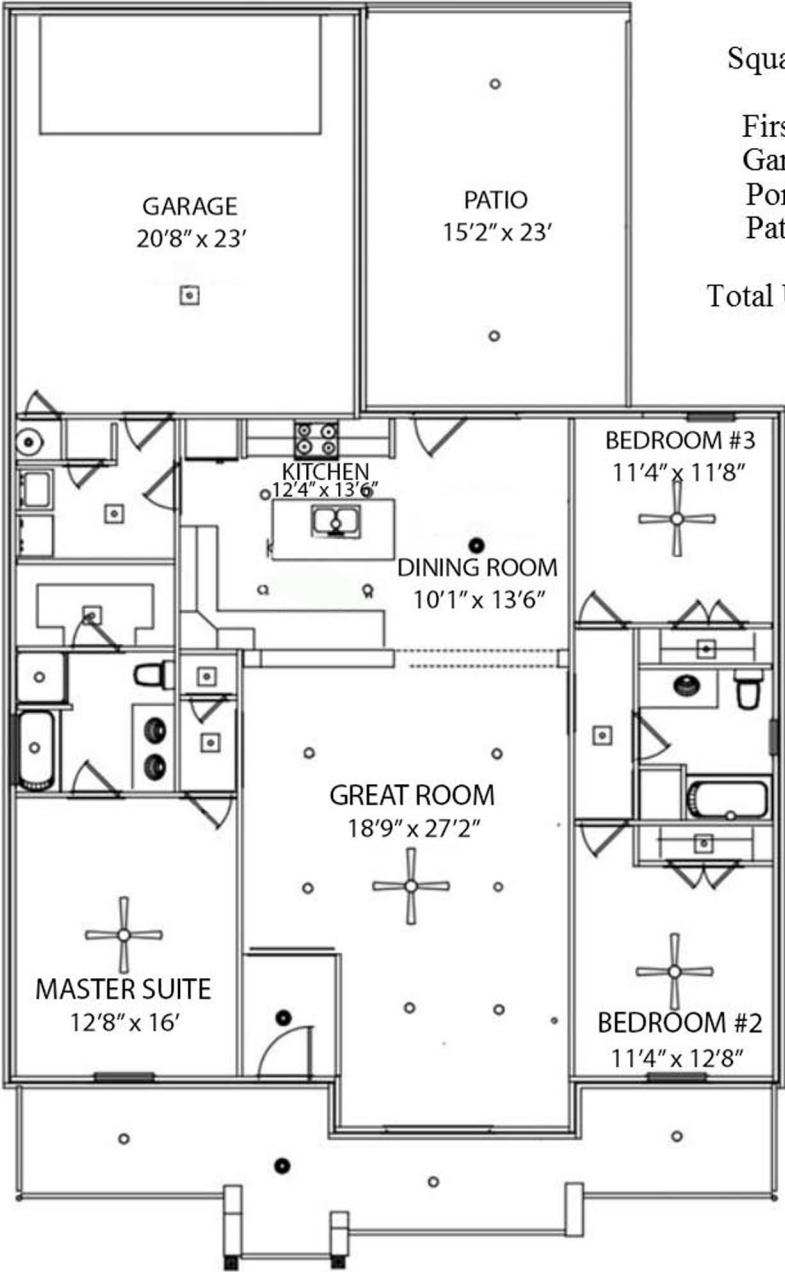 Squa
Firs
Gar
Por
Pat
Total
GARAGE
20'8" x 23'
PATIO
15'2" x 23'
KITCHEN
12'4" x 13'6"
BEDROOM #3
11'4" x 11'8"
DINING ROOM
10'1" x 13'6"
GREAT ROOM
18'9" x 27'2"
MASTER SUITE
12'8" x 16'
BEDROOM #2
11'4" x 12'8"